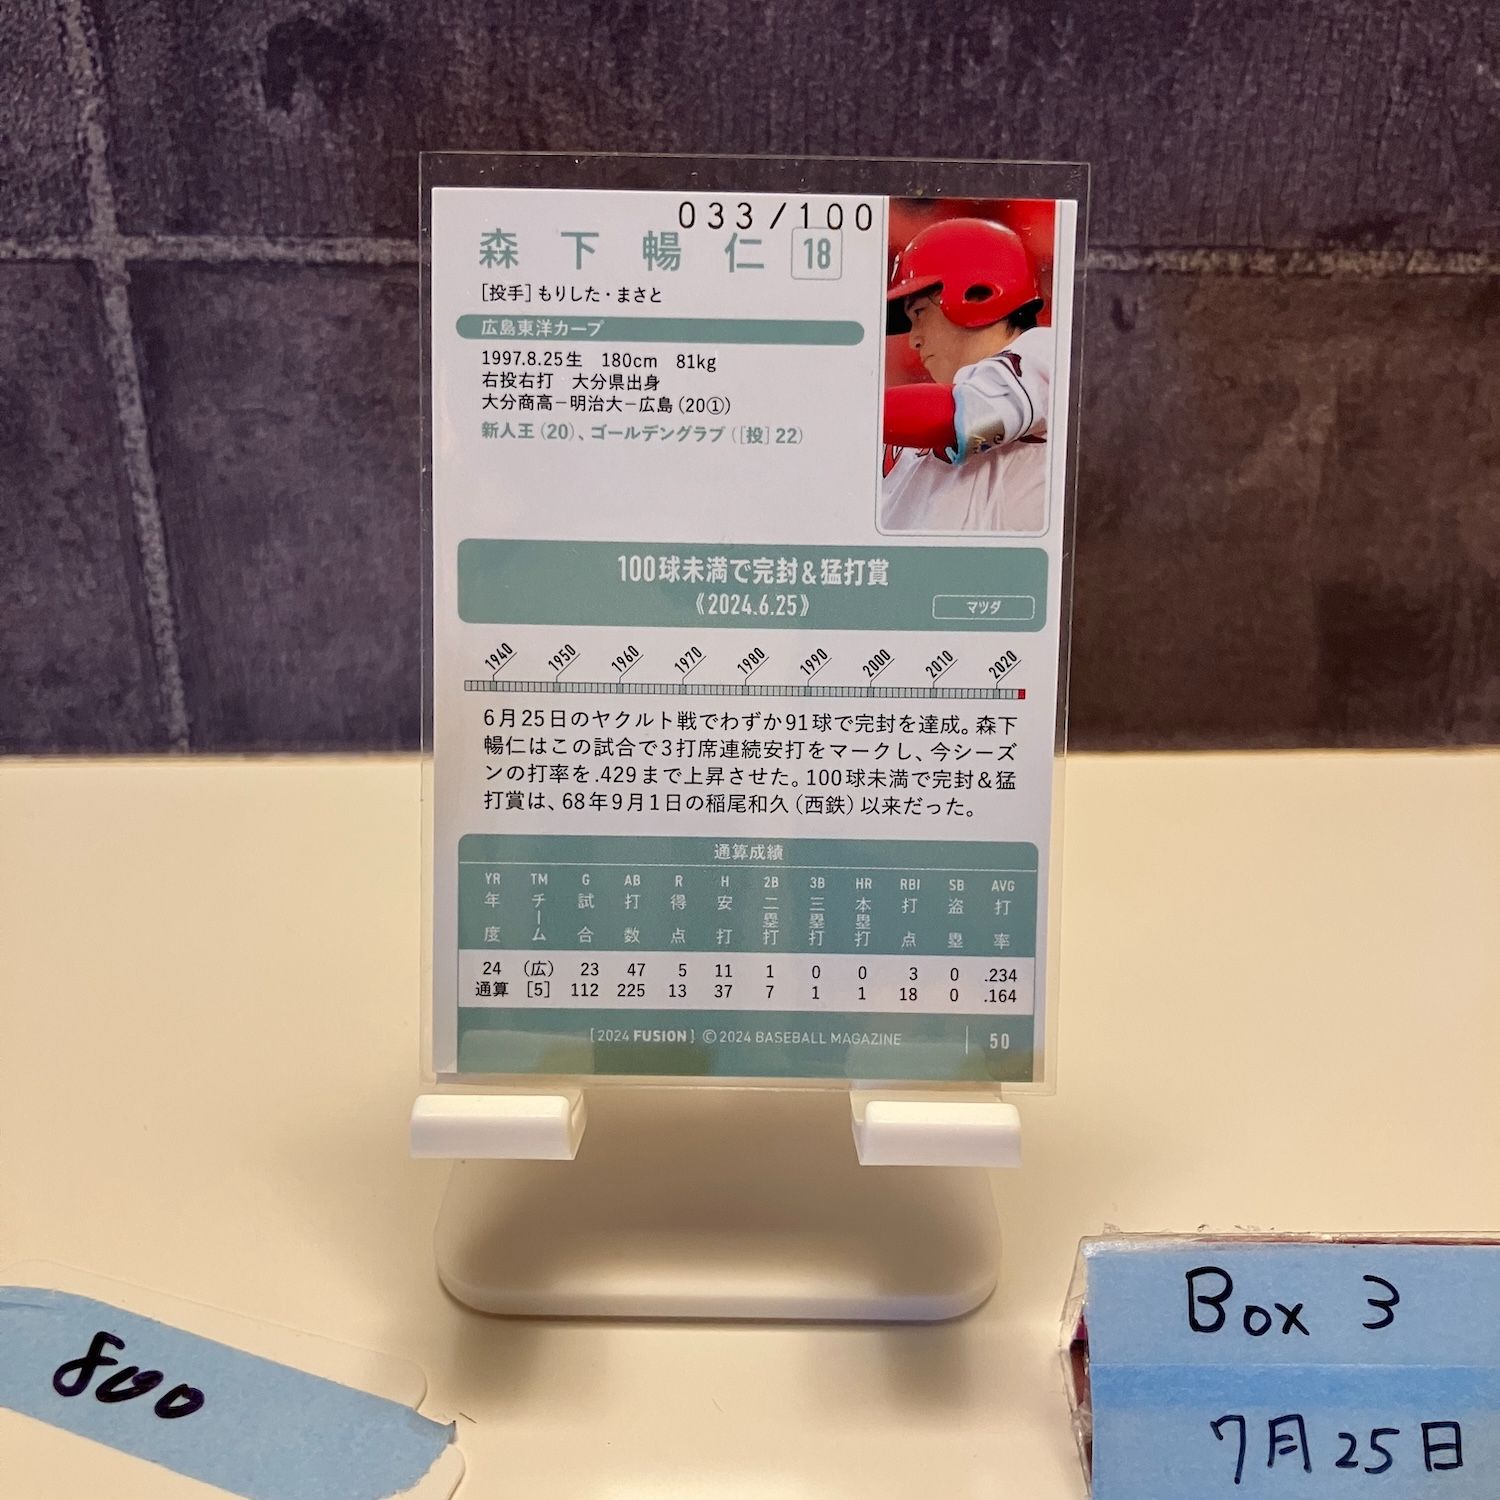 033/100
森下暢仁 18
[投手]もりした・まさと
広島東洋カープ
1997.8.25生 180cm 81kg
右投右打 大分県出身
大分商高－明治大－広島(20①)
新人王(20)、ゴールデングラブ([投]22)
100球未満で完封&猛打賞
《2024.6.25》 マツダ
1940 1950 1960 1970 1980 1990 2000 2010 2020
6月25日のヤクルト戦でわずか91球で完封を達成。森下
暢仁はこの試合で3打席連続安打をマークし、今シーズ
ンの打率を.429まで上昇させた。100球未満で完封&猛
打賞は、68年9月1日の稲尾和久(西鉄)以来だった。
通算成績
YR TM G AB R H 2B 3B HR RBI SB AVG
年度 チーム 試合 打数 得点 安打 二塁打 三塁打 本塁打 打点 盗塁 打率
24 (広) 23 47 5 11 1 0 0 3 0 .234
通算 [5] 112 225 13 37 7 1 1 18 0 .164
[2024 FUSION] ©2024 BASEBALL MAGAZINE 50
800
Box 3
7月25日